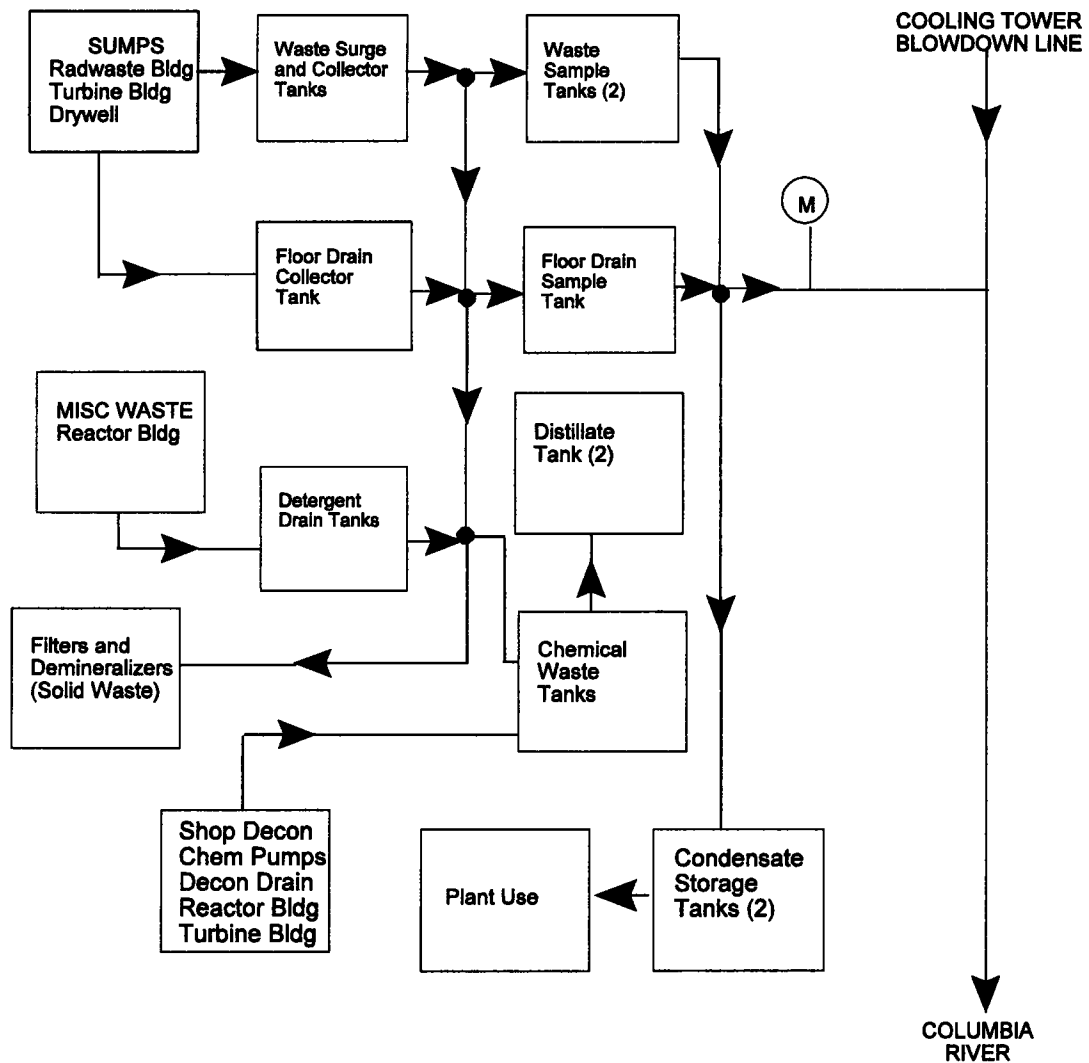 SUMPS
Radwaste Bldg
Turbine Bldg
Drywell
Waste Surge
and Collector
Tanks
Waste
Sample
Tanks (2)
COOLING TOWER
BLOWDOWN LINE
M
Floor Drain
Collector
Tank
Floor Drain
Sample
Tank
MISC WASTE
Reactor Bldg
Distillate
Tank (2)
Detergent
Drain Tanks
Filters and
Demineralizers
(Solid Waste)
Chemical
Waste
Tanks
Shop Decon
Chem Pumps
Decon Drain
Reactor Bldg
Turbine Bldg
Plant Use
Condensate
Storage
Tanks (2)
COLUMBIA
RIVER